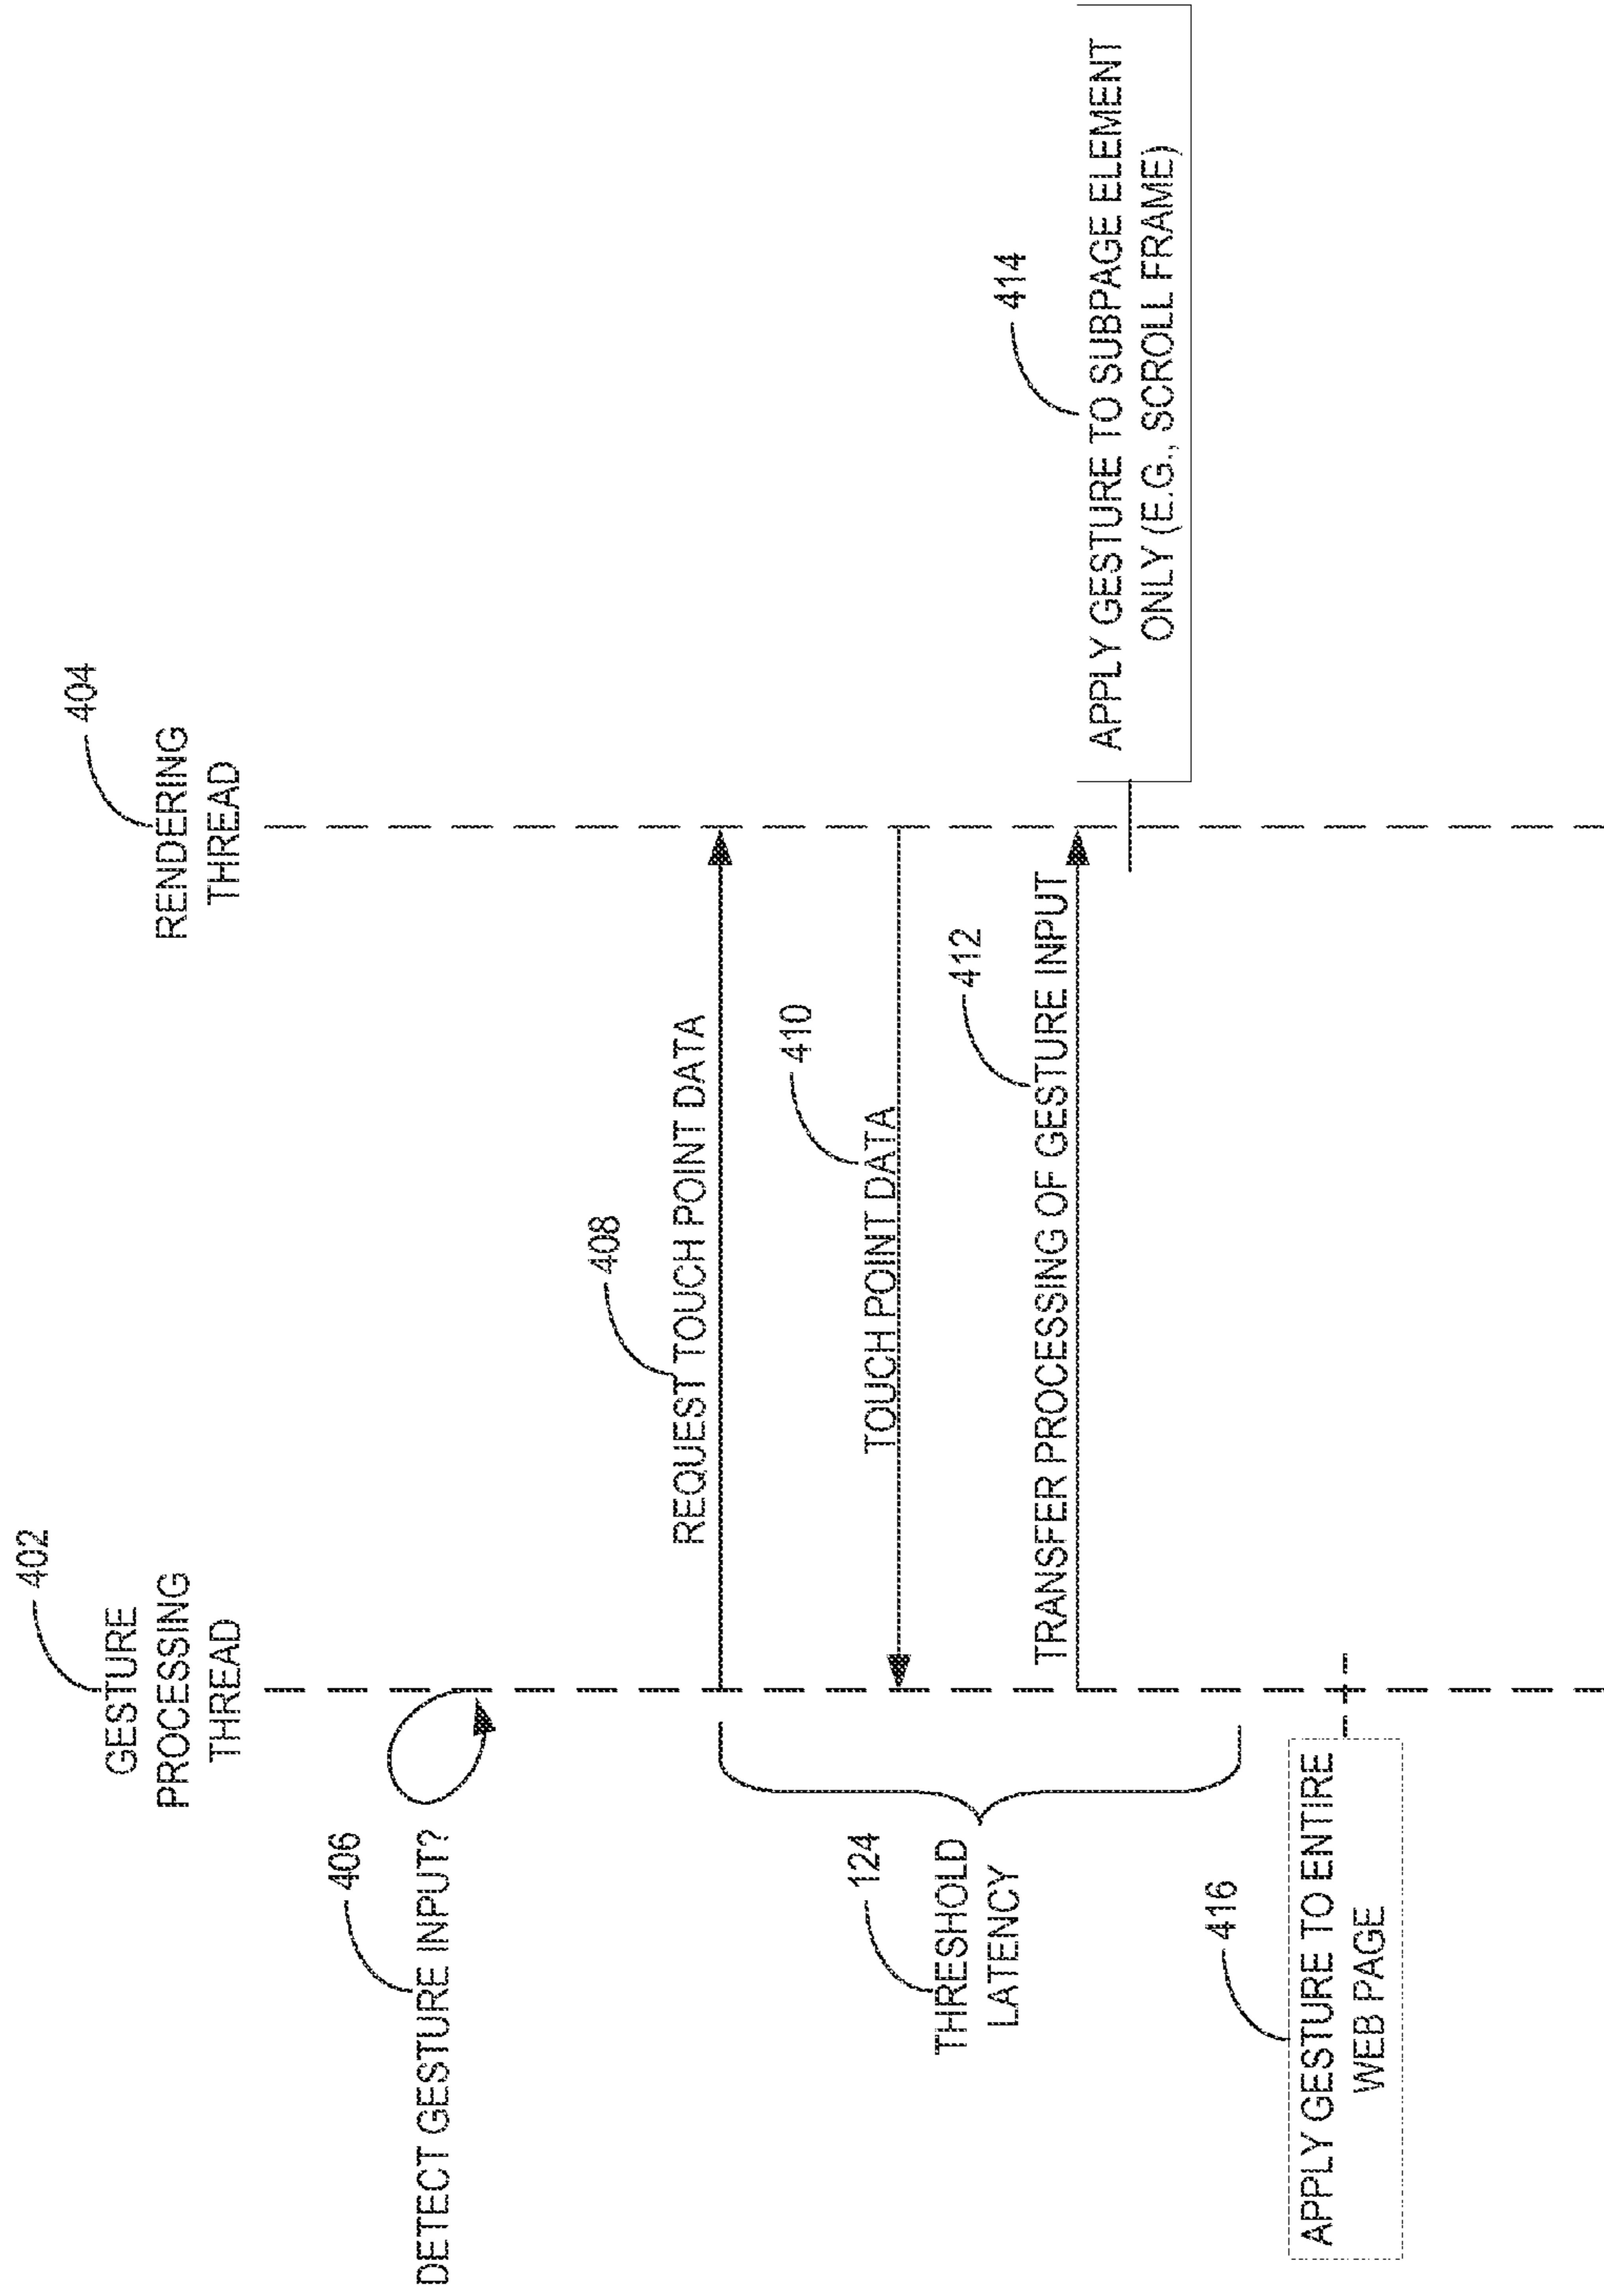 402
GESTURE
PROCESSING
THREAD
404
RENDERING
THREAD
406
DETECT GESTURE INPUT?
408
REQUEST TOUCH POINT DATA
410
TOUCH POINT DATA
124
THRESHOLD
LATENCY
412
TRANSFER PROCESSING OF GESTURE INPUT
414
APPLY GESTURE TO SUBPAGE ELEMENT
ONLY (E.G., SCROLL FRAME)
416
APPLY GESTURE TO ENTIRE
WEB PAGE